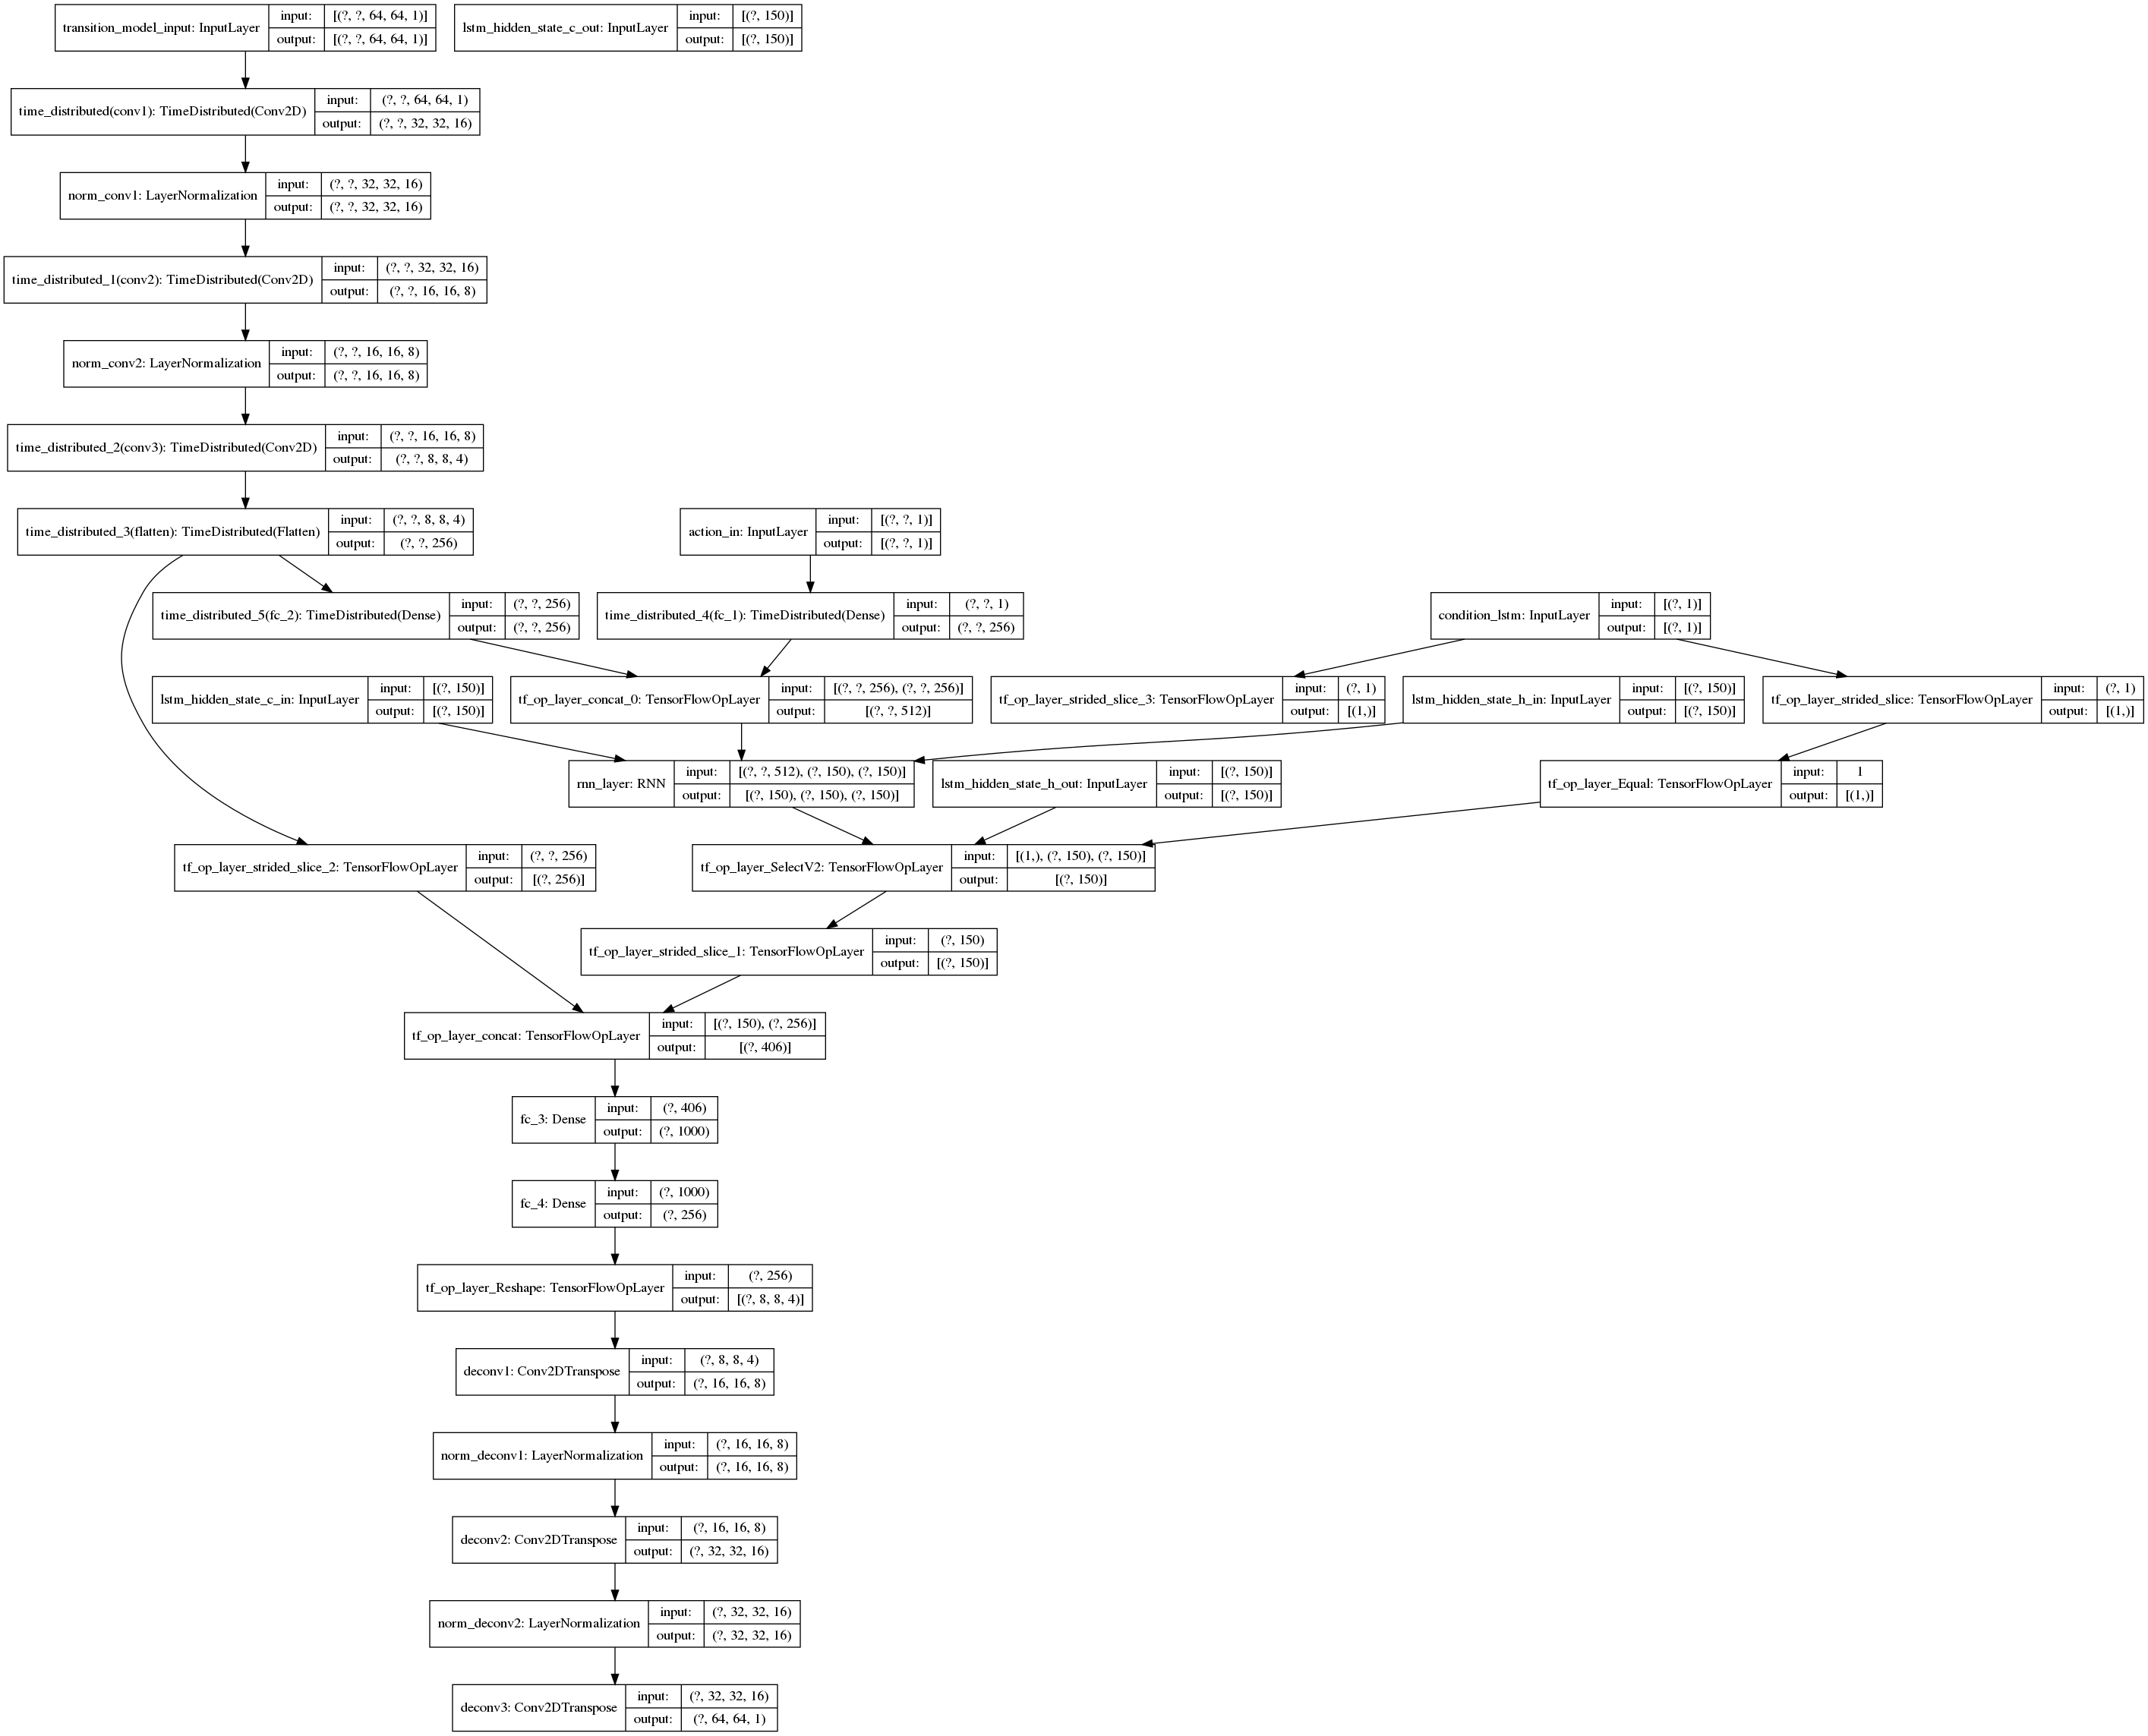 transition_model_input: InputLayer
input: [(?, ?, 64, 64, 1)]
output: [(?, ?, 64, 64, 1)]
lstm_hidden_state_c_out: InputLayer
input: [(?, 150)]
output: [(?, 150)]
time_distributed(conv1): TimeDistributed(Conv2D)
input: (?, ?, 64, 64, 1)
output: (?, ?, 32, 32, 16)
norm_conv1: LayerNormalization
input: (?, ?, 32, 32, 16)
output: (?, ?, 32, 32, 16)
time_distributed_1(conv2): TimeDistributed(Conv2D)
input: (?, ?, 32, 32, 16)
output: (?, ?, 16, 16, 8)
norm_conv2: LayerNormalization
input: (?, ?, 16, 16, 8)
output: (?, ?, 16, 16, 8)
time_distributed_2(conv3): TimeDistributed(Conv2D)
input: (?, ?, 16, 16, 8)
output: (?, ?, 8, 8, 4)
time_distributed_3(flatten): TimeDistributed(Flatten)
input: (?, ?, 8, 8, 4)
output: (?, ?, 256)
action_in: InputLayer
input: [(?, ?, 1)]
output: [(?, ?, 1)]
time_distributed_5(fc_2): TimeDistributed(Dense)
input: (?, ?, 256)
output: (?, ?, 256)
time_distributed_4(fc_1): TimeDistributed(Dense)
input: (?, ?, 1)
output: (?, ?, 256)
condition_lstm: InputLayer
input: [(?, 1)]
output: [(?, 1)]
lstm_hidden_state_c_in: InputLayer
input: [(?, 150)]
output: [(?, 150)]
tf_op_layer_concat_0: TensorFlowOpLayer
input: [(?, ?, 256), (?, ?, 256)]
output: [(?, ?, 512)]
tf_op_layer_strided_slice_3: TensorFlowOpLayer
input: (?, 1)
output: [(1,)]
lstm_hidden_state_h_in: InputLayer
input: [(?, 150)]
output: [(?, 150)]
tf_op_layer_strided_slice: TensorFlowOpLayer
input: (?, 1)
output: [(1,)]
rnn_layer: RNN
input: [(?, ?, 512), (?, 150), (?, 150)]
output: [(?, 150), (?, 150), (?, 150)]
lstm_hidden_state_h_out: InputLayer
input: [(?, 150)]
output: [(?, 150)]
tf_op_layer_Equal: TensorFlowOpLayer
input: 1
output: [(1,)]
tf_op_layer_strided_slice_2: TensorFlowOpLayer
input: (?, ?, 256)
output: [(?, 256)]
tf_op_layer_SelectV2: TensorFlowOpLayer
input: [(1,), (?, 150), (?, 150)]
output: [(?, 150)]
tf_op_layer_strided_slice_1: TensorFlowOpLayer
input: (?, 150)
output: [(?, 150)]
tf_op_layer_concat: TensorFlowOpLayer
input: [(?, 150), (?, 256)]
output: [(?, 406)]
fc_3: Dense
input: (?, 406)
output: (?, 1000)
fc_4: Dense
input: (?, 1000)
output: (?, 256)
tf_op_layer_Reshape: TensorFlowOpLayer
input: (?, 256)
output: [(?, 8, 8, 4)]
deconv1: Conv2DTranspose
input: (?, 8, 8, 4)
output: (?, 16, 16, 8)
norm_deconv1: LayerNormalization
input: (?, 16, 16, 8)
output: (?, 16, 16, 8)
deconv2: Conv2DTranspose
input: (?, 16, 16, 8)
output: (?, 32, 32, 16)
norm_deconv2: LayerNormalization
input: (?, 32, 32, 16)
output: (?, 32, 32, 16)
deconv3: Conv2DTranspose
input: (?, 32, 32, 16)
output: (?, 64, 64, 1)